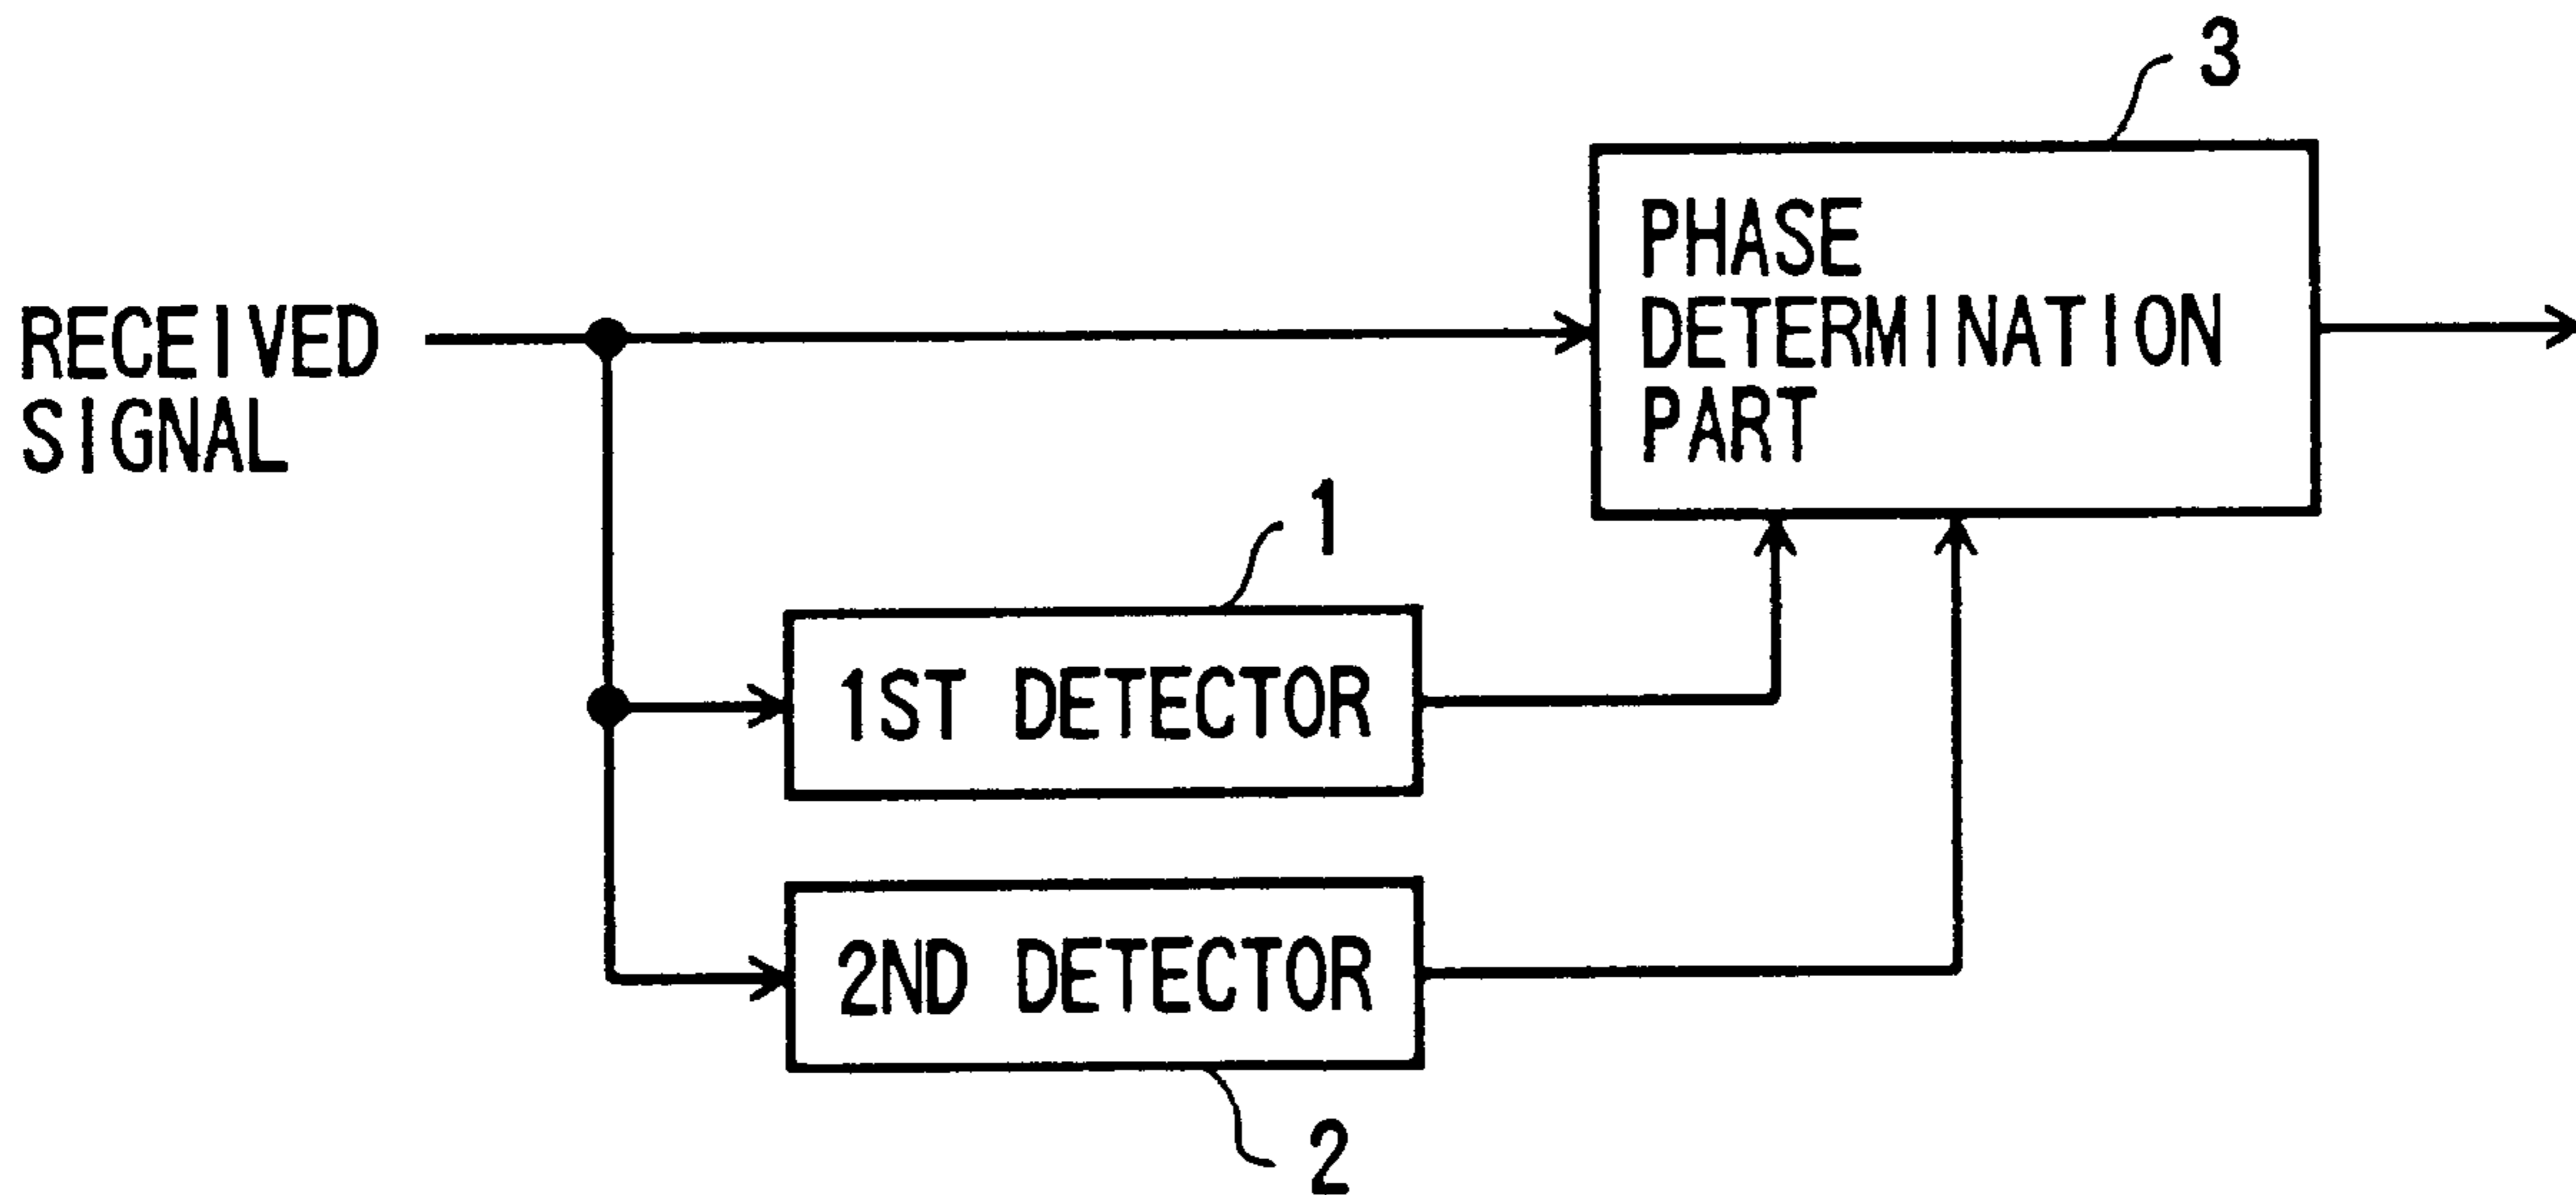 3
PHASE
DETERMINATION
PART
RECEIVED
SIGNAL
1
1ST DETECTOR
2ND DETECTOR
2